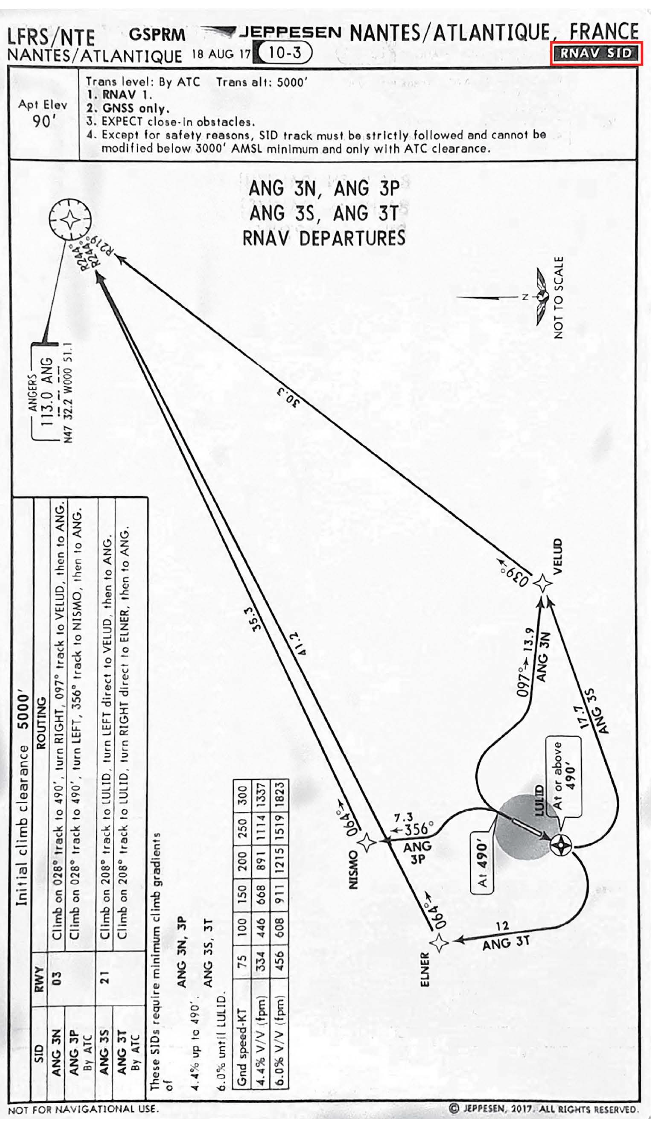 LFRS/NTE GSPRM JEPPESEN NANTES/ATLANTIQUE, FRANCE
NANTES/ATLANTIQUE 18 AUG 17 10-3 RNAV SID
Apt Elev
90'
Trans level: By ATC Trans alt: 5000'
1. RNAV 1.
2. GNSS only.
3. EXPECT close-in obstacles.
4. Except for safety reasons, SID track must be strictly followed and cannot be
modified below 3000' AMSL minimum and only with ATC clearance.
ANG 3N, ANG 3P
ANG 3S, ANG 3T
RNAV DEPARTURES
R219°
R244°
R244°
N
NOT TO SCALE
ANGERS
113.0 ANG
N47 32.2 W000 51.1
30.3
35.3
41.2
039°
VELUD
097° 13.9
ANG 3N
17.7
ANG 3S
LULID
At or above
490'
At 490'
7.3
356°
ANG
3P
064°
NISMO
064°
ELNER
12
ANG 3T
Initial climb clearance 5000'
SID RWY ROUTING
ANG 3N 03 Climb on 028° track to 490', turn RIGHT, 097° track to VELUD, then to ANG.
ANG 3P
By ATC Climb on 028° track to 490', turn LEFT, 356° track to NISMO, then to ANG.
ANG 3S 21 Climb on 208° track to LULID, turn LEFT direct to VELUD, then to ANG.
ANG 3T
By ATC Climb on 208° track to LULID, turn RIGHT direct to ELNER, then to ANG.
These SIDs require minimum climb gradients
of
ANG 3N, 3P
4.4% up to 490'.
ANG 3S, 3T
6.0% until LULID.
Gnd speed-KT 75 100 150 200 250 300
4.4% V/V (fpm) 334 446 668 891 1114 1337
6.0% V/V (fpm) 456 608 911 1215 1519 1823
NOT FOR NAVIGATIONAL USE. © JEPPESEN, 2017. ALL RIGHTS RESERVED.